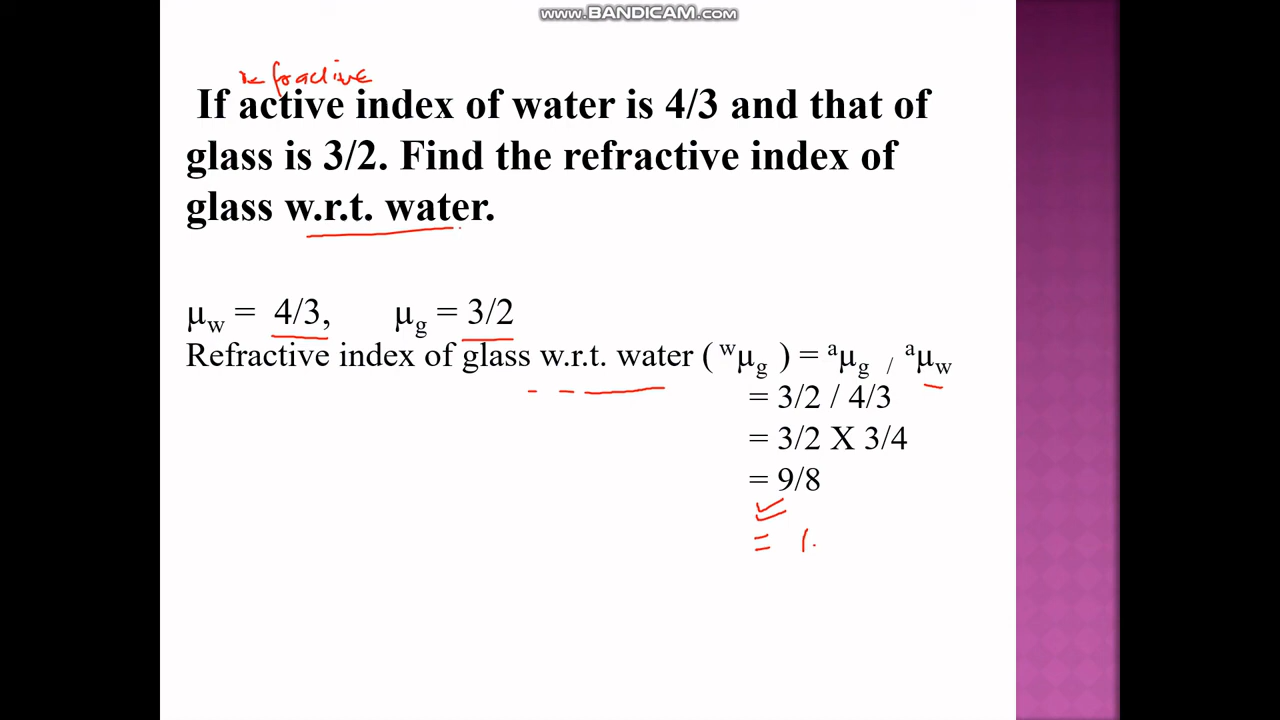 www.BANDICAM.com
refractive
If active index of water is 4/3 and that of
glass is 3/2. Find the refractive index of
glass w.r.t. water.
μw = 4/3, μg = 3/2
Refractive index of glass w.r.t. water ( wμg ) = aμg / aμw
= 3/2 / 4/3
= 3/2 X 3/4
= 9/8
= 1.